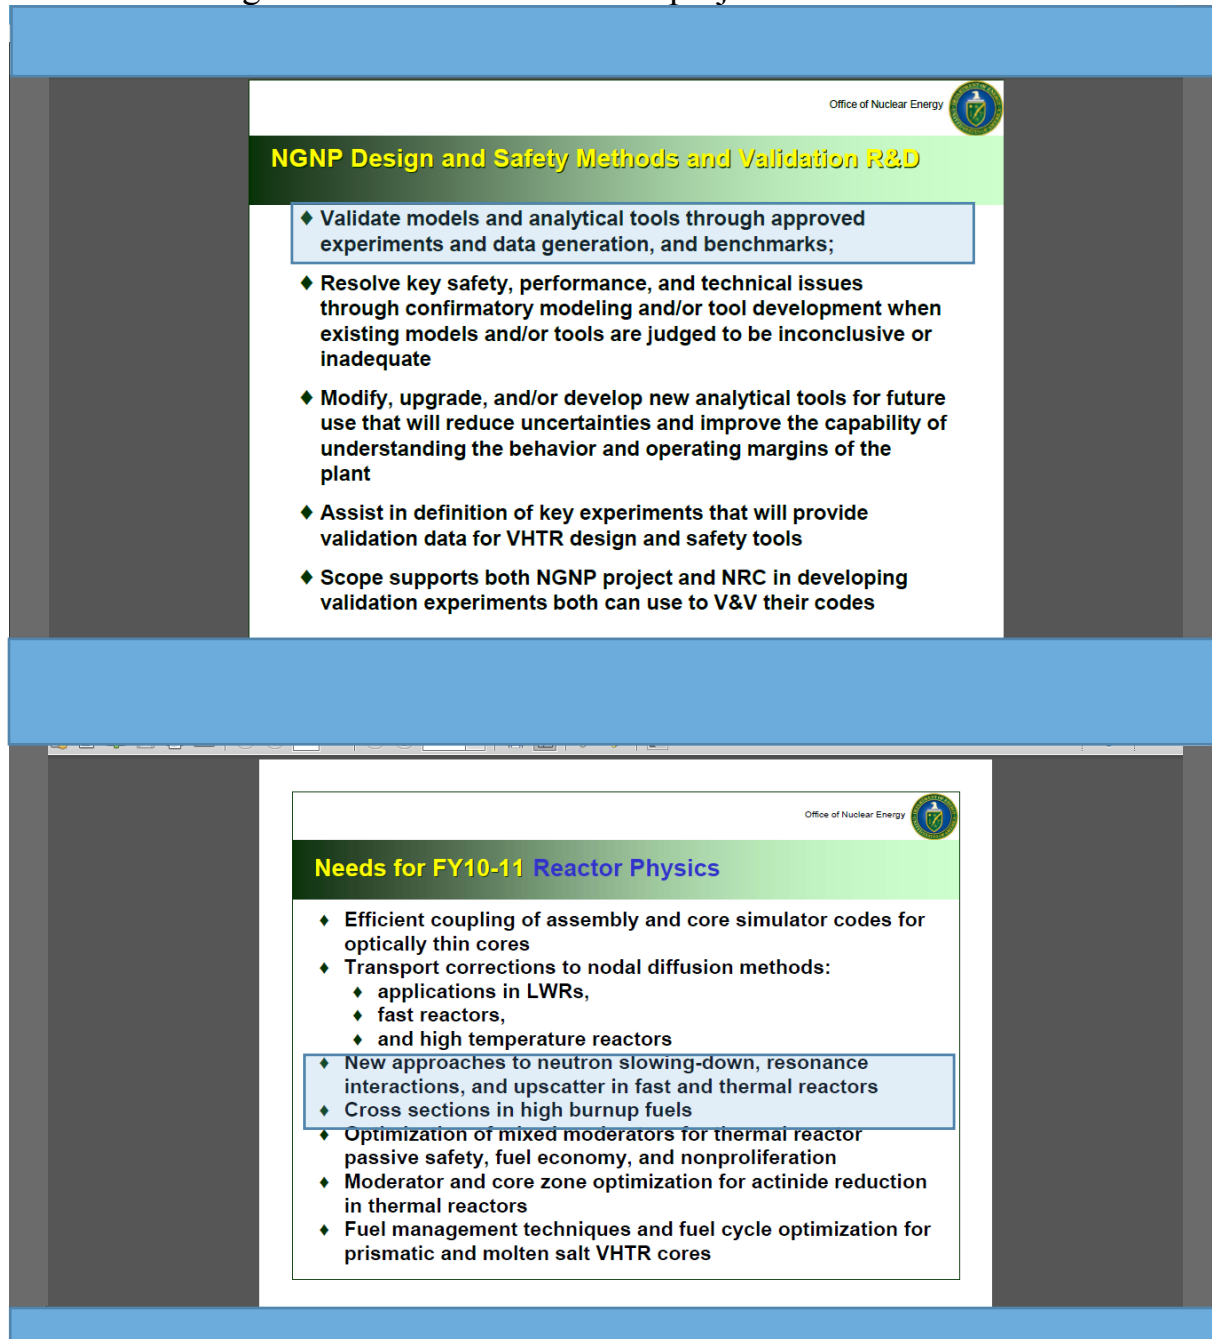 Office of Nuclear Energy
NGNP Design and Safety Methods and Validation R&D
♦ Validate models and analytical tools through approved
experiments and data generation, and benchmarks;
♦ Resolve key safety, performance, and technical issues
through confirmatory modeling and/or tool development when
existing models and/or tools are judged to be inconclusive or
inadequate
♦ Modify, upgrade, and/or develop new analytical tools for future
use that will reduce uncertainties and improve the capability of
understanding the behavior and operating margins of the
plant
♦ Assist in definition of key experiments that will provide
validation data for VHTR design and safety tools
♦ Scope supports both NGNP project and NRC in developing
validation experiments both can use to V&V their codes
Office of Nuclear Energy
Needs for FY10-11 Reactor Physics
♦ Efficient coupling of assembly and core simulator codes for
optically thin cores
♦ Transport corrections to nodal diffusion methods:
♦ applications in LWRs,
♦ fast reactors,
♦ and high temperature reactors
♦ New approaches to neutron slowing-down, resonance
interactions, and upscatter in fast and thermal reactors
♦ Cross sections in high burnup fuels
♦ Optimization of mixed moderators for thermal reactor
passive safety, fuel economy, and nonproliferation
♦ Moderator and core zone optimization for actinide reduction
in thermal reactors
♦ Fuel management techniques and fuel cycle optimization for
prismatic and molten salt VHTR cores